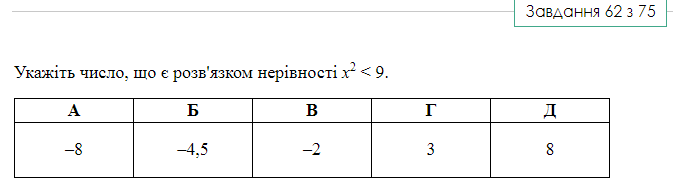 Завдання 62 з 75
Укажіть число, що є розв'язком нерівності x² < 9.
А Б В Г Д
–8 –4,5 –2 3 8